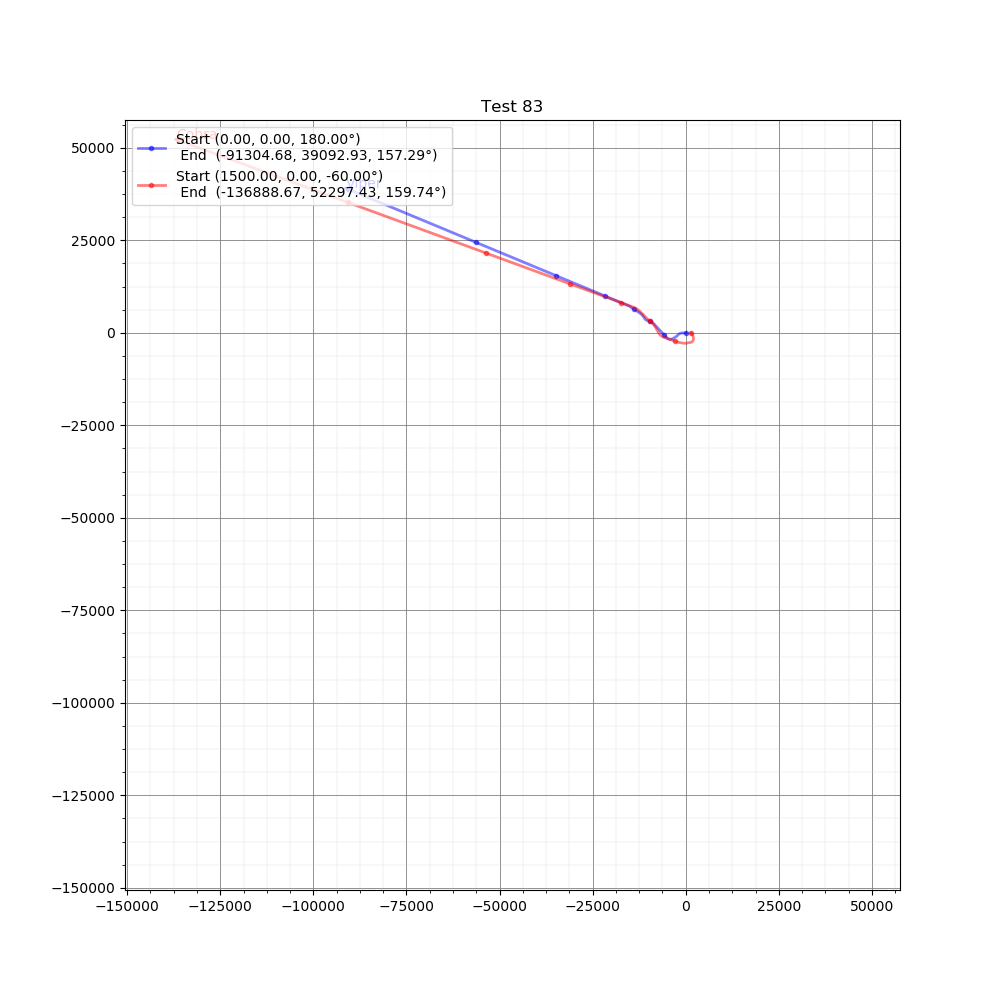 Test 83
Cobra
Viper
Start (0.00, 0.00, 180.00°)
End  (-91304.68, 39092.93, 157.29°)
Start (1500.00, 0.00, -60.00°)
End  (-136888.67, 52297.43, 159.74°)
50000
25000
0
−25000
−50000
−75000
−100000
−125000
−150000
−150000 −125000 −100000 −75000 −50000 −25000 0 25000 50000